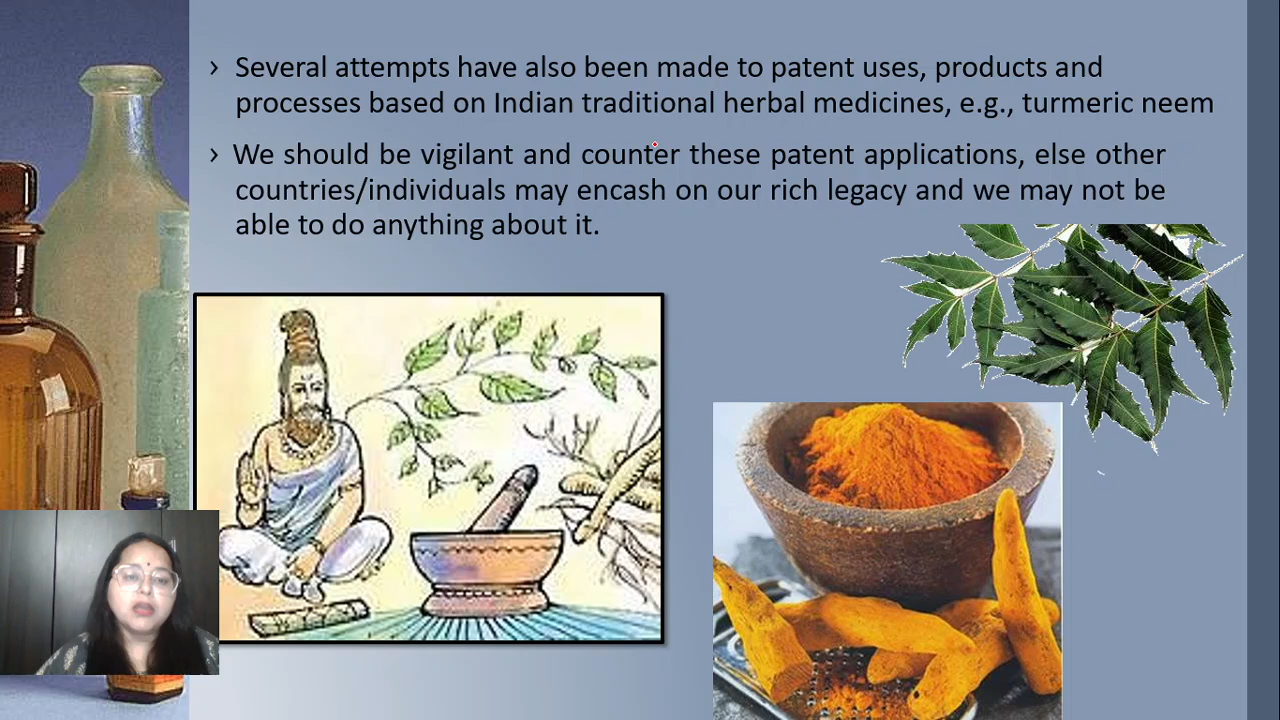 › Several attempts have also been made to patent uses, products and
processes based on Indian traditional herbal medicines, e.g., turmeric neem
› We should be vigilant and counter these patent applications, else other
countries/individuals may encash on our rich legacy and we may not be
able to do anything about it.